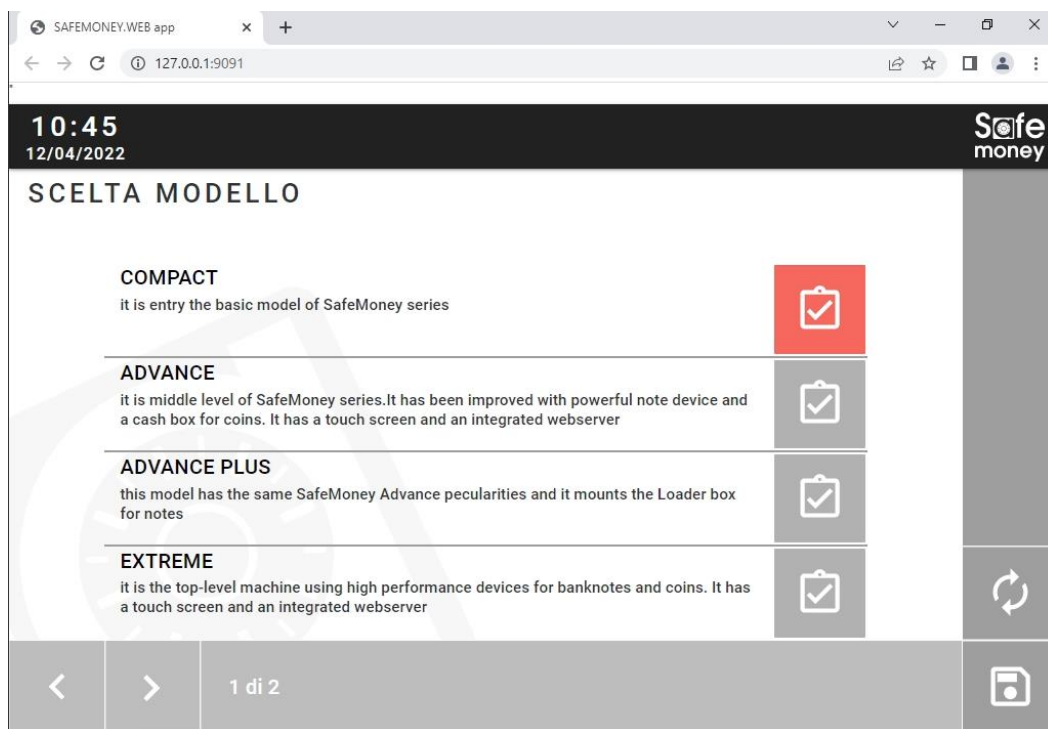 SAFEMONEY.WEB app
127.0.0.1:9091
10:45
12/04/2022
Safe
money
SCELTA MODELLO
COMPACT
it is entry the basic model of SafeMoney series
ADVANCE
it is middle level of SafeMoney series.It has been improved with powerful note device and
a cash box for coins. It has a touch screen and an integrated webserver
ADVANCE PLUS
this model has the same SafeMoney Advance pecularities and it mounts the Loader box
for notes
EXTREME
it is the top-level machine using high performance devices for banknotes and coins. It has
a touch screen and an integrated webserver
1 di 2